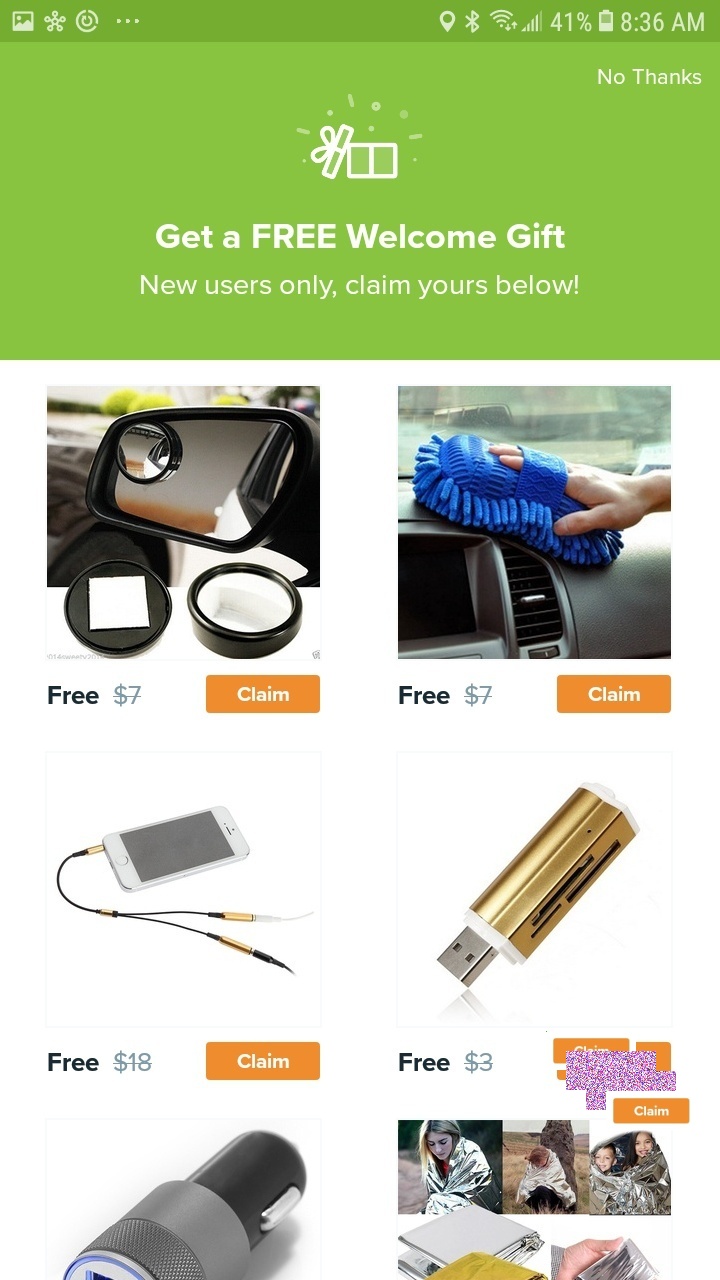 41% 8:36 AM
No Thanks
Get a FREE Welcome Gift
New users only, claim yours below!
Free $7 Claim
Free $7 Claim
Free $18 Claim
Free $3
Claim